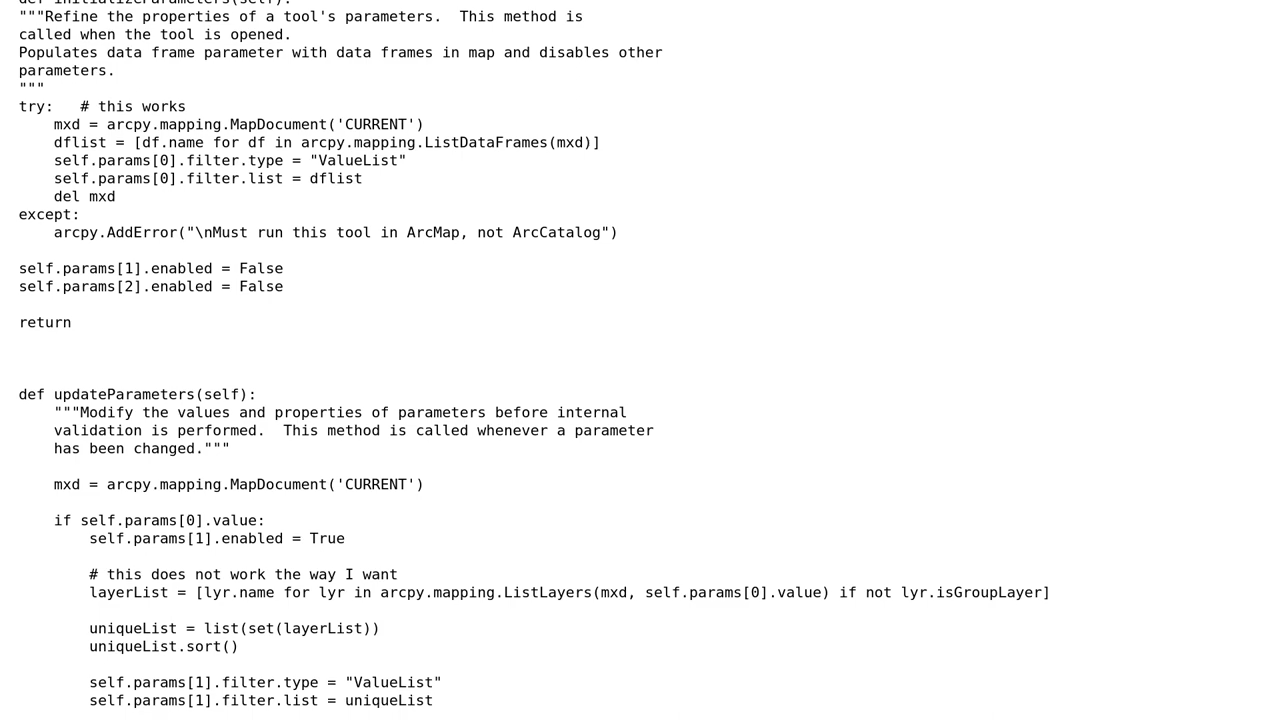 def initializeParameters(self):
"""Refine the properties of a tool's parameters.  This method is
called when the tool is opened.
Populates data frame parameter with data frames in map and disables other
parameters.
"""
try:   # this works
    mxd = arcpy.mapping.MapDocument('CURRENT')
    dflist = [df.name for df in arcpy.mapping.ListDataFrames(mxd)]
    self.params[0].filter.type = "ValueList"
    self.params[0].filter.list = dflist
    del mxd
except:
    arcpy.AddError("\nMust run this tool in ArcMap, not ArcCatalog")

self.params[1].enabled = False
self.params[2].enabled = False

return

def updateParameters(self):
    """Modify the values and properties of parameters before internal
    validation is performed.  This method is called whenever a parameter
    has been changed."""

    mxd = arcpy.mapping.MapDocument('CURRENT')

    if self.params[0].value:
        self.params[1].enabled = True

        # this does not work the way I want
        layerList = [lyr.name for lyr in arcpy.mapping.ListLayers(mxd, self.params[0].value) if not lyr.isGroupLayer]

        uniqueList = list(set(layerList))
        uniqueList.sort()

        self.params[1].filter.type = "ValueList"
        self.params[1].filter.list = uniqueList